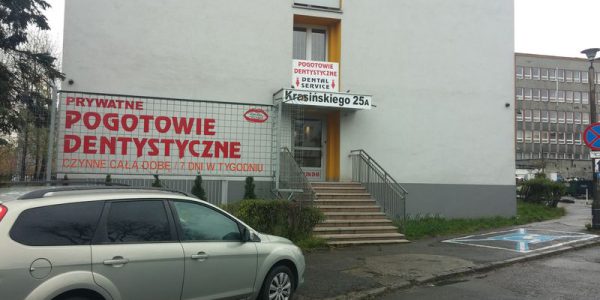 POGOTOWIE
DENTYSTYCZNE
DENTAL
SERVICE
Krasińskiego 25A
PRYWATNE
POGOTOWIE
DENTYSTYCZNE
CZYNNE CAŁĄ DOBĘ / 7 DNI W TYGODNIU